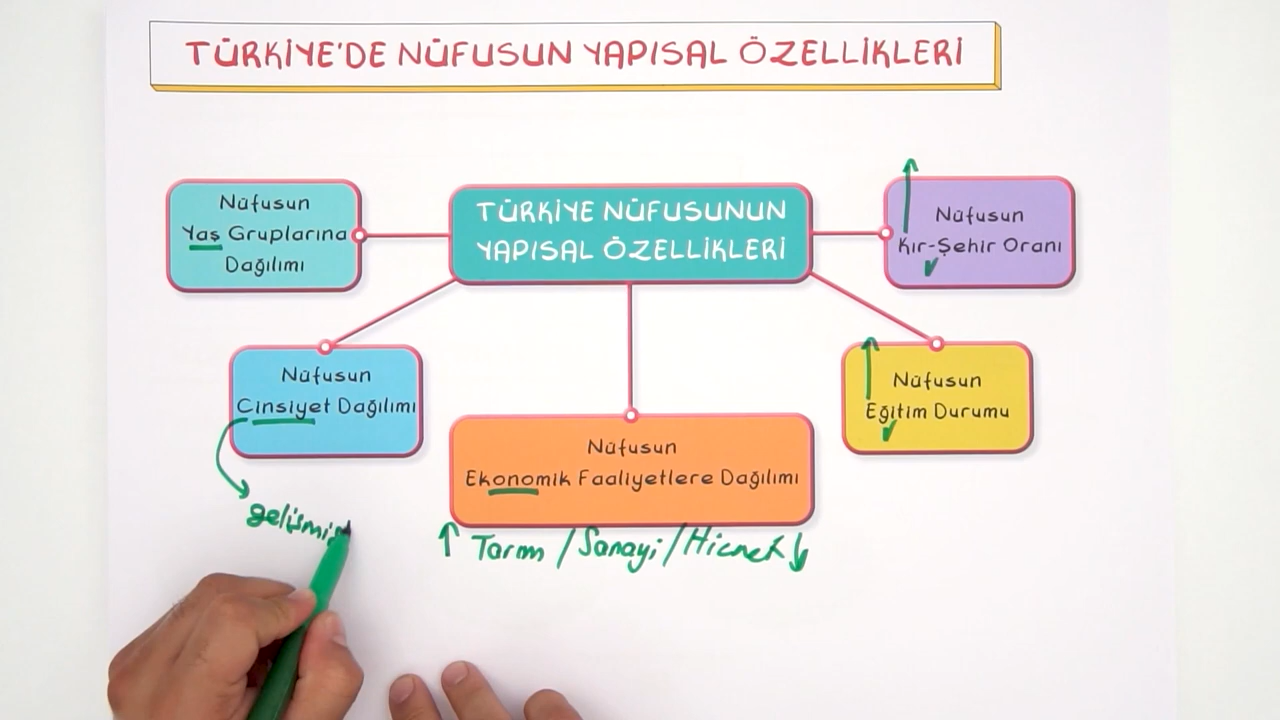 TÜRKİYE'DE NÜFUSUN YAPISAL ÖZELLİKLERİ
TÜRKİYE NÜFUSUNUN
YAPISAL ÖZELLİKLERİ
Nüfusun
Yaş Gruplarına
Dağılımı
Nüfusun
Kır-Şehir Oranı
Nüfusun
Cinsiyet Dağılımı
Nüfusun
Eğitim Durumu
Nüfusun
Ekonomik Faaliyetlere Dağılımı
gelişmiş
Tarım / Sanayi / Hizmet